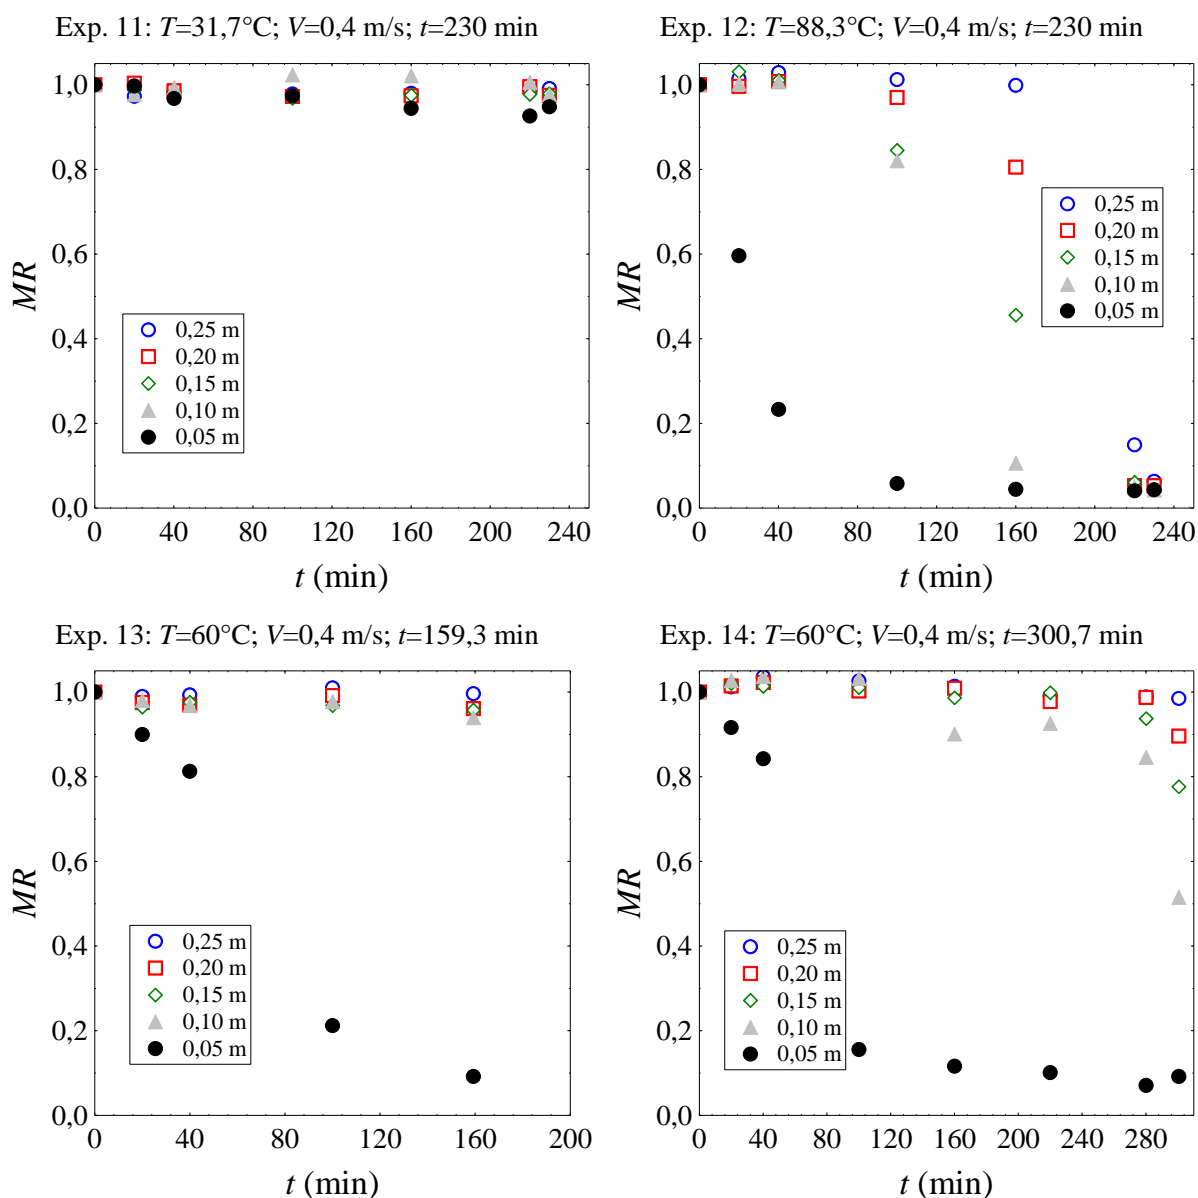 Exp. 11: T=31,7°C; V=0,4 m/s; t=230 min
1,0
0,8
0,6
0,4
0,2
0,0
MR
0,25 m
0,20 m
0,15 m
0,10 m
0,05 m
0 40 80 120 160 200 240
t (min)
Exp. 12: T=88,3°C; V=0,4 m/s; t=230 min
1,0
0,8
0,6
0,4
0,2
0,0
MR
0,25 m
0,20 m
0,15 m
0,10 m
0,05 m
0 40 80 120 160 200 240
t (min)
Exp. 13: T=60°C; V=0,4 m/s; t=159,3 min
1,0
0,8
0,6
0,4
0,2
0,0
MR
0,25 m
0,20 m
0,15 m
0,10 m
0,05 m
0 40 80 120 160 200
t (min)
Exp. 14: T=60°C; V=0,4 m/s; t=300,7 min
1,0
0,8
0,6
0,4
0,2
0,0
MR
0,25 m
0,20 m
0,15 m
0,10 m
0,05 m
0 40 80 120 160 200 240 280
t (min)